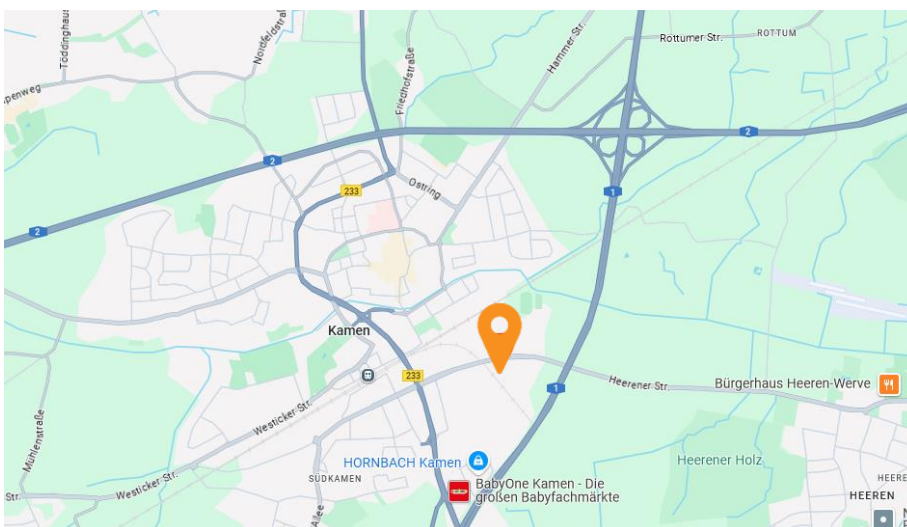 Töddinghaus
Nordfeldstraße
Friedhofstraße
Hammer Str.
Rottumer Str.
ROTTUM
penweg
2
2
Ostring
233
1
2
Kamen
233
1
Heerener Str.
Bürgerhaus Heeren-Werve
Westicker Str.
Mühlenstraße
HORNBACH Kamen
Heerener Holz
SÜDKAMEN
BabyOne Kamen - Die
großen Babyfachmärkte
Westicker Str.
Str.
Allee
HEERE
HEEREN
N